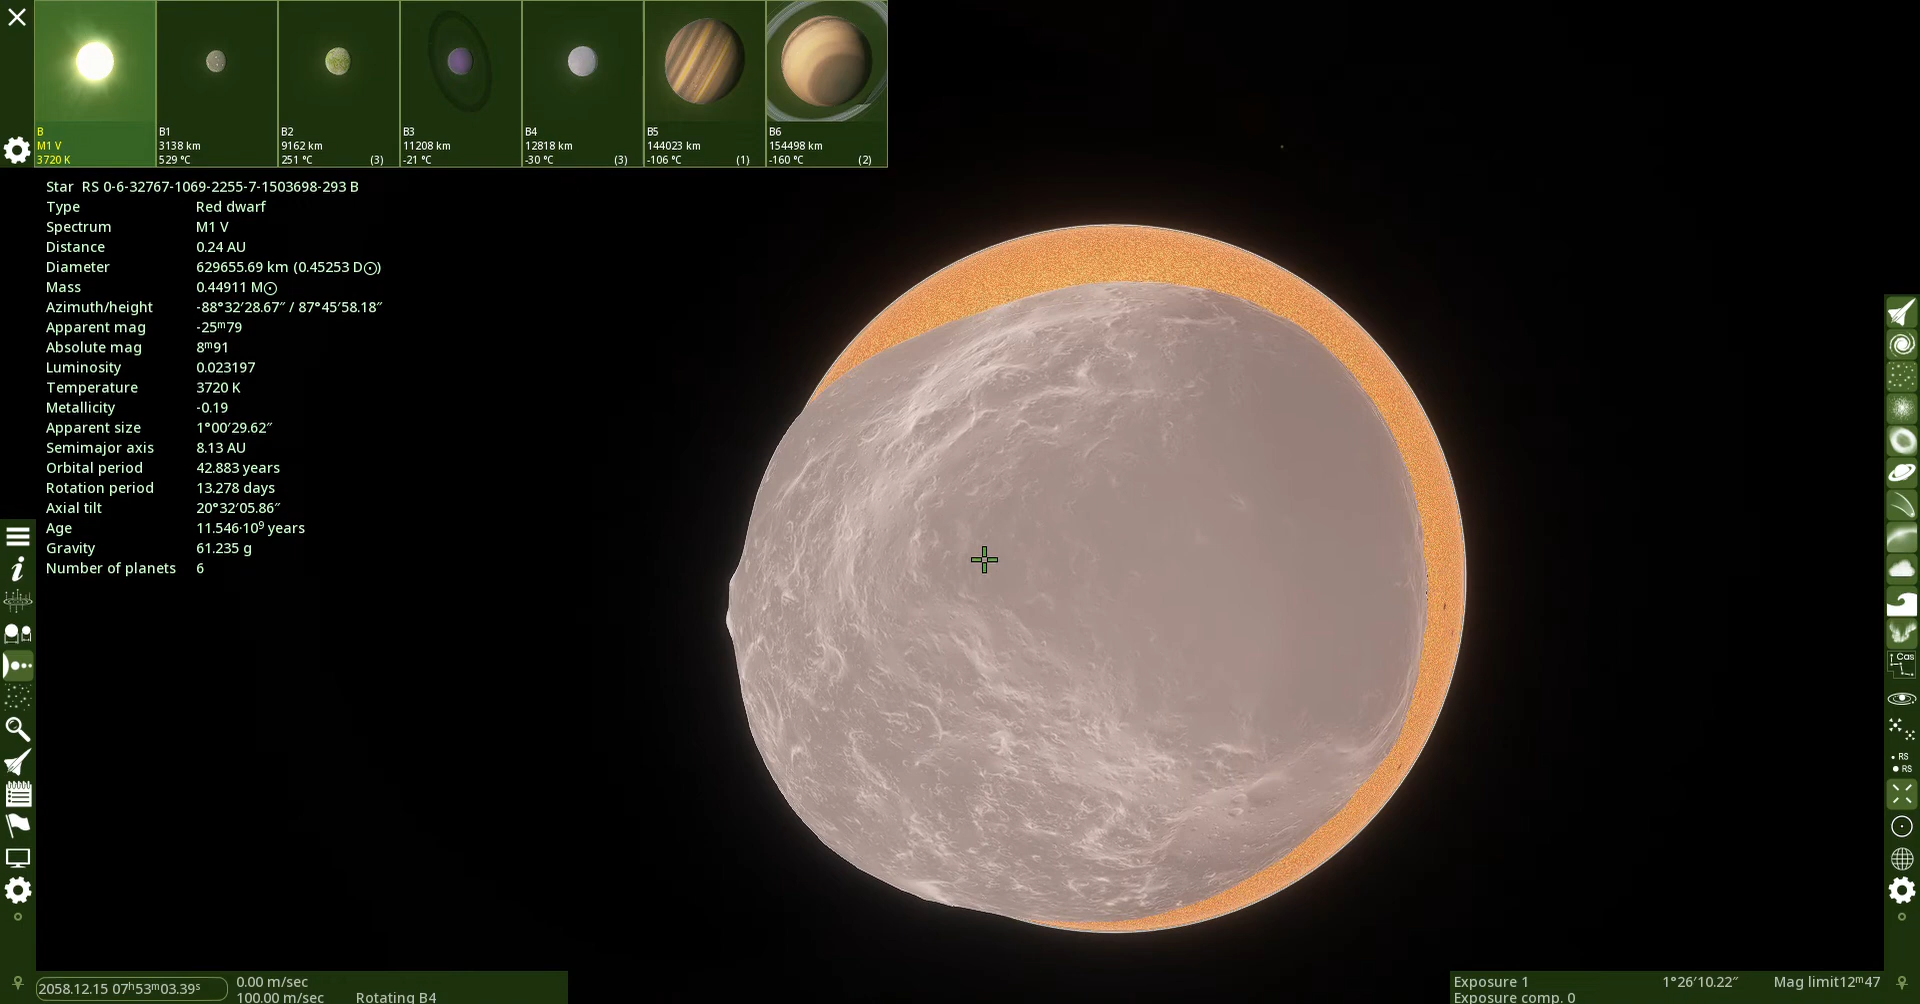 B
M1 V
3720 K
B1
3138 km
529 °C
B2
9162 km
251 °C (3)
B3
11208 km
-21 °C
B4
12818 km
-30 °C (3)
B5
144023 km
-106 °C (1)
B6
154498 km
-160 °C (2)
Star RS 0-6-32767-1069-2255-7-1503698-293 B
Type Red dwarf
Spectrum M1 V
Distance 0.24 AU
Diameter 629655.69 km (0.45253 D☉)
Mass 0.44911 M☉
Azimuth/height -88°32′28.67″ / 87°45′58.18″
Apparent mag -25ᵐ79
Absolute mag 8ᵐ91
Luminosity 0.023197
Temperature 3720 K
Metallicity -0.19
Apparent size 1°00′29.62″
Semimajor axis 8.13 AU
Orbital period 42.883 years
Rotation period 13.278 days
Axial tilt 20°32′05.86″
Age 11.546·10⁹ years
Gravity 61.235 g
Number of planets 6
Cas
RS
RS
2058.12.15 07ʰ53ᵐ03.39ˢ
0.00 m/sec
100.00 m/sec Rotating B4
Exposure 1 1°26′10.22″ Mag limit12ᵐ47
Exposure comp. 0